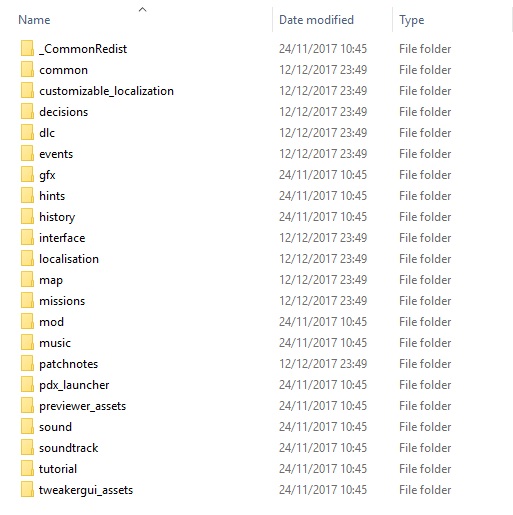 Name Date modified Type
_CommonRedist 24/11/2017 10:45 File folder
common 12/12/2017 23:49 File folder
customizable_localization 12/12/2017 23:49 File folder
decisions 12/12/2017 23:49 File folder
dlc 12/12/2017 23:49 File folder
events 12/12/2017 23:49 File folder
gfx 24/11/2017 10:45 File folder
hints 24/11/2017 10:45 File folder
history 24/11/2017 10:45 File folder
interface 12/12/2017 23:49 File folder
localisation 12/12/2017 23:49 File folder
map 12/12/2017 23:49 File folder
missions 12/12/2017 23:49 File folder
mod 24/11/2017 10:45 File folder
music 24/11/2017 10:45 File folder
patchnotes 12/12/2017 23:49 File folder
pdx_launcher 24/11/2017 10:45 File folder
previewer_assets 24/11/2017 10:45 File folder
sound 24/11/2017 10:45 File folder
soundtrack 24/11/2017 10:45 File folder
tutorial 24/11/2017 10:45 File folder
tweakergui_assets 24/11/2017 10:45 File folder